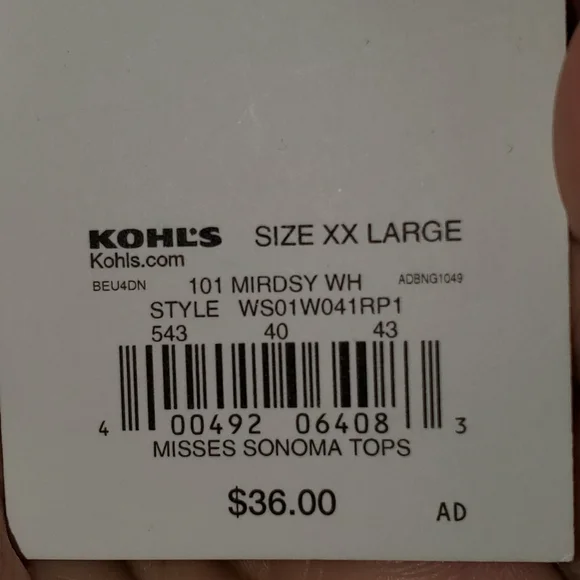 KOHL'S SIZE XX LARGE
Kohls.com
BEU4DN 101 MIRDSY WH ADBNG1049
STYLE WS01W041RP1
543 40 43
4 00492 06408 3
MISSES SONOMA TOPS
$36.00 AD